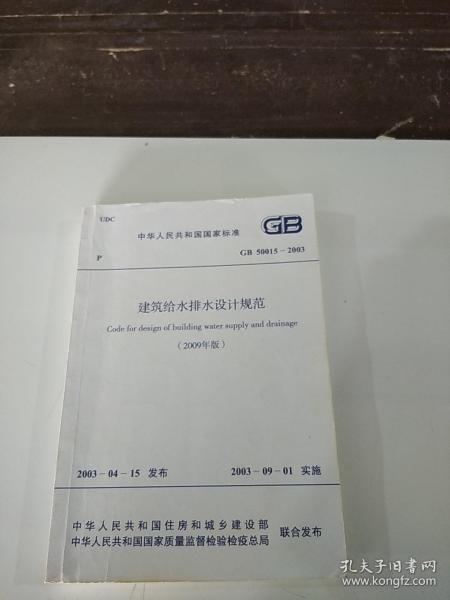 UDC
中华人民共和国国家标准 GB
P
GB 50015-2003
建筑给水排水设计规范
Code for design of building water supply and drainage
(2009年版)
2003-04-15 发布 2003-09-01 实施
中华人民共和国住房和城乡建设部
中华人民共和国国家质量监督检验检疫总局
联合发布
孔夫子旧书网
www.kongfz.com